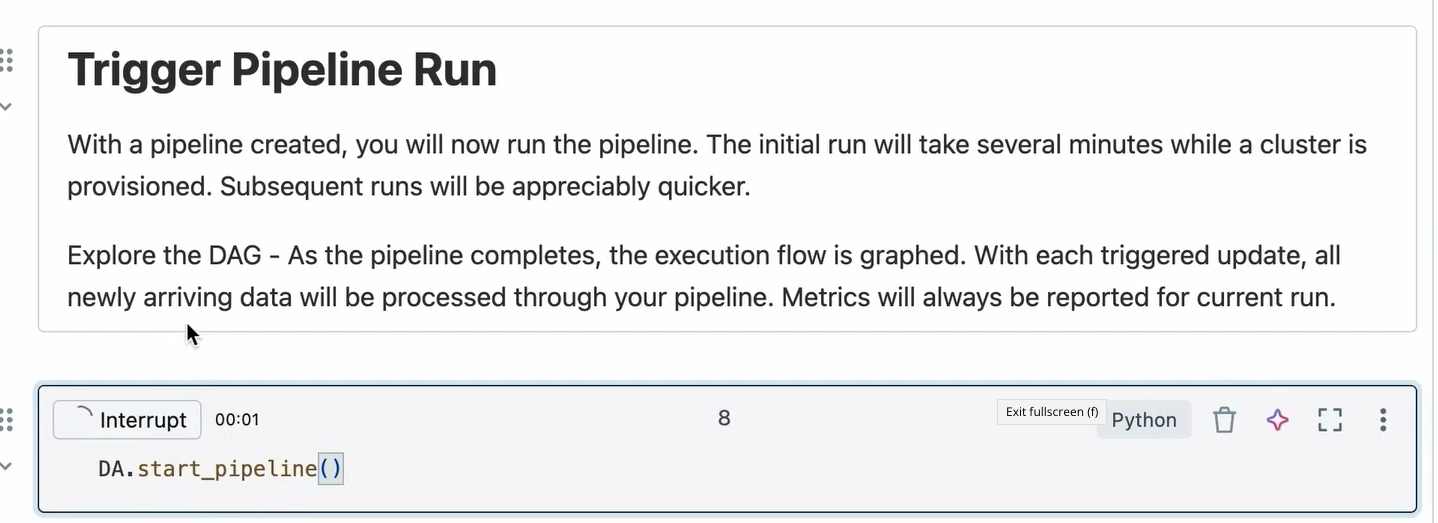 Trigger Pipeline Run
With a pipeline created, you will now run the pipeline. The initial run will take several minutes while a cluster is
provisioned. Subsequent runs will be appreciably quicker.
Explore the DAG - As the pipeline completes, the execution flow is graphed. With each triggered update, all
newly arriving data will be processed through your pipeline. Metrics will always be reported for current run.
Interrupt 00:01 8 Exit fullscreen (f) Python
DA.start_pipeline()